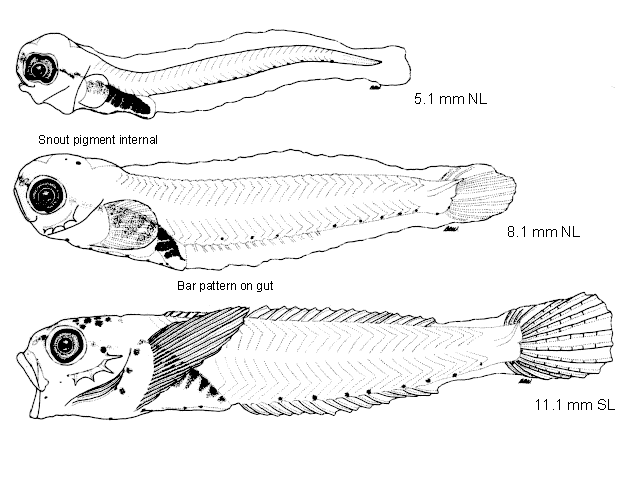 5.1 mm NL
Snout pigment internal
8.1 mm NL
Bar pattern on gut
11.1 mm SL